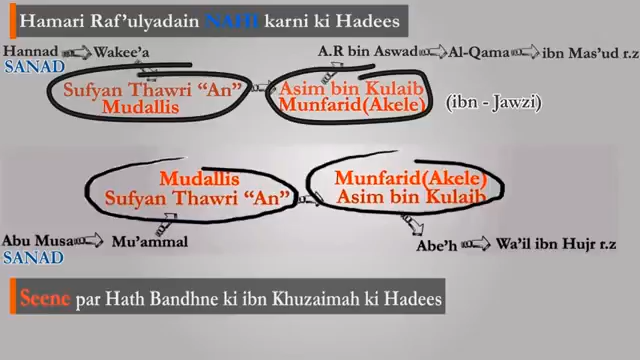 Hamari Raf'ulyadain NAHI karni ki Hadees
Hannad Wakee'a A.R bin Aswad Al-Qama ibn Mas'ud r.z
SANAD
Sufyan Thawri "An" Asim bin Kulaib
Mudallis Munfarid(Akele) (ibn - Jawzi)
Mudallis Munfarid(Akele)
Sufyan Thawri "An" Asim bin Kulaib
Abu Musa Mu'ammal Abe'h Wa'il ibn Hujr r.z
SANAD
Seene par Hath Bandhne ki ibn Khuzaimah ki Hadees